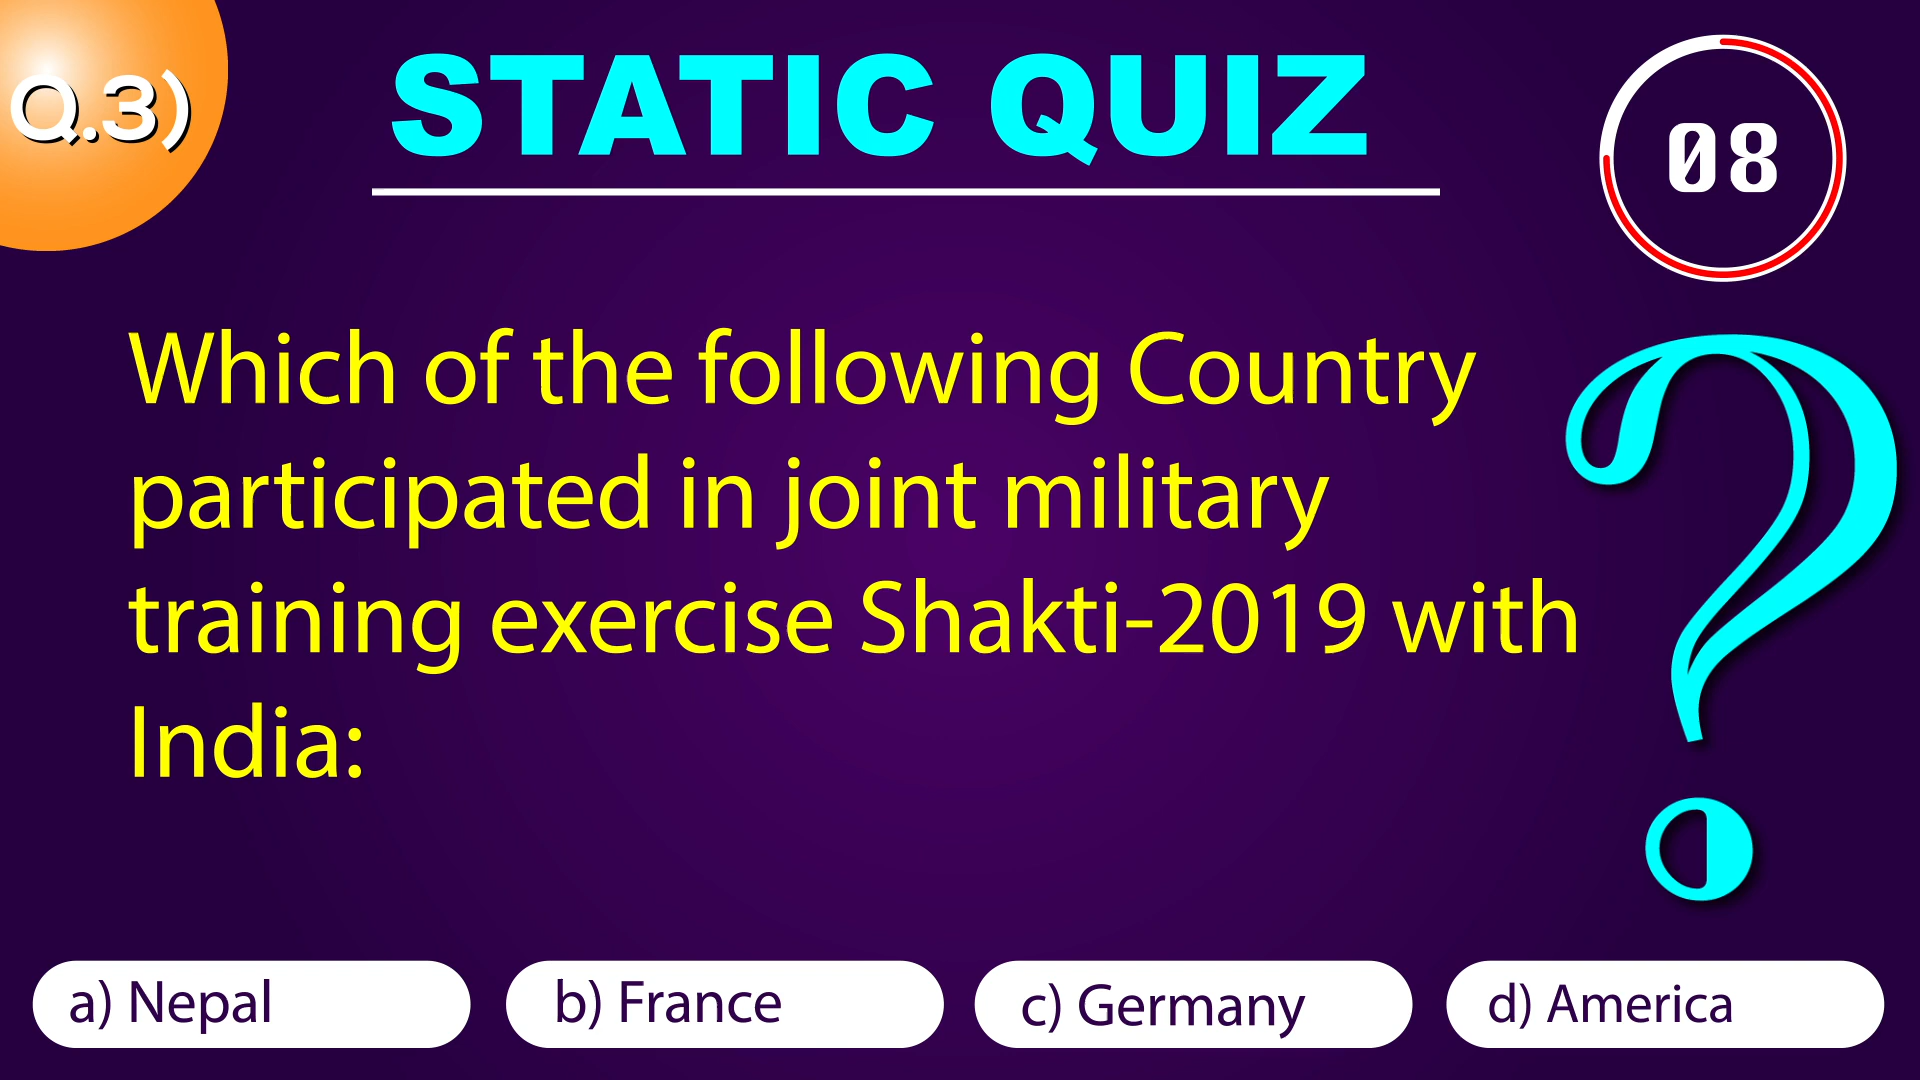 Q.3)
STATIC QUIZ
08
Which of the following Country
participated in joint military
training exercise Shakti-2019 with
India:
?
a) Nepal
b) France
c) Germany
d) America